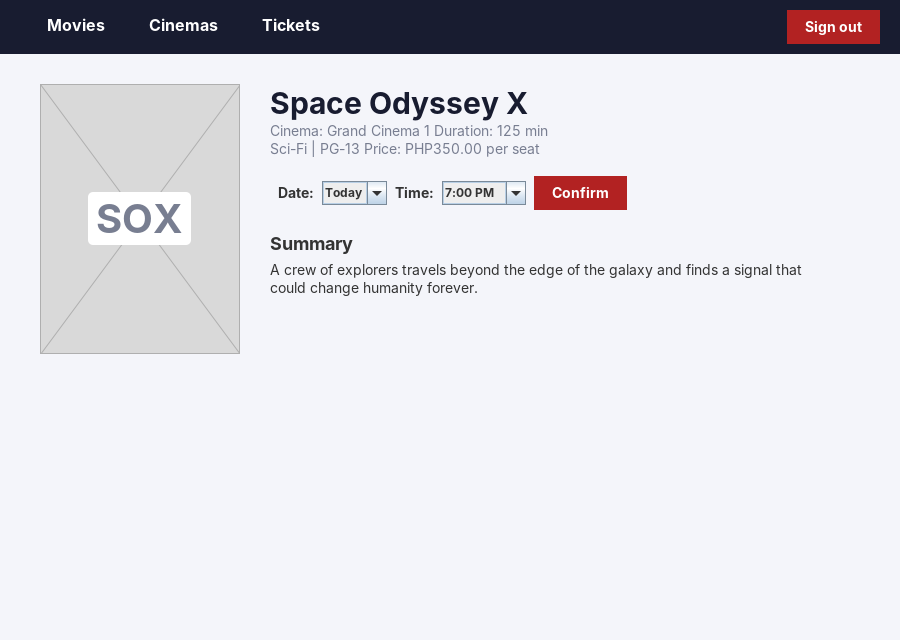 Movies Cinemas Tickets Sign out
SOX
Space Odyssey X
Cinema: Grand Cinema 1 Duration: 125 min
Sci-Fi | PG-13 Price: PHP350.00 per seat
Date: Today Time: 7:00 PM Confirm
Summary
A crew of explorers travels beyond the edge of the galaxy and finds a signal that
could change humanity forever.